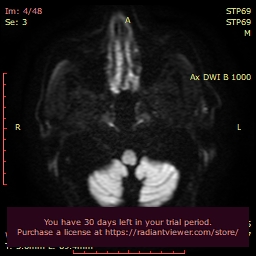 Im: 4/48
Se: 3
A
STP69
STP69
M
Ax DWI B 1000
R
L
You have 30 days left in your trial period.
Purchase a license at https://radiantviewer.com/store/